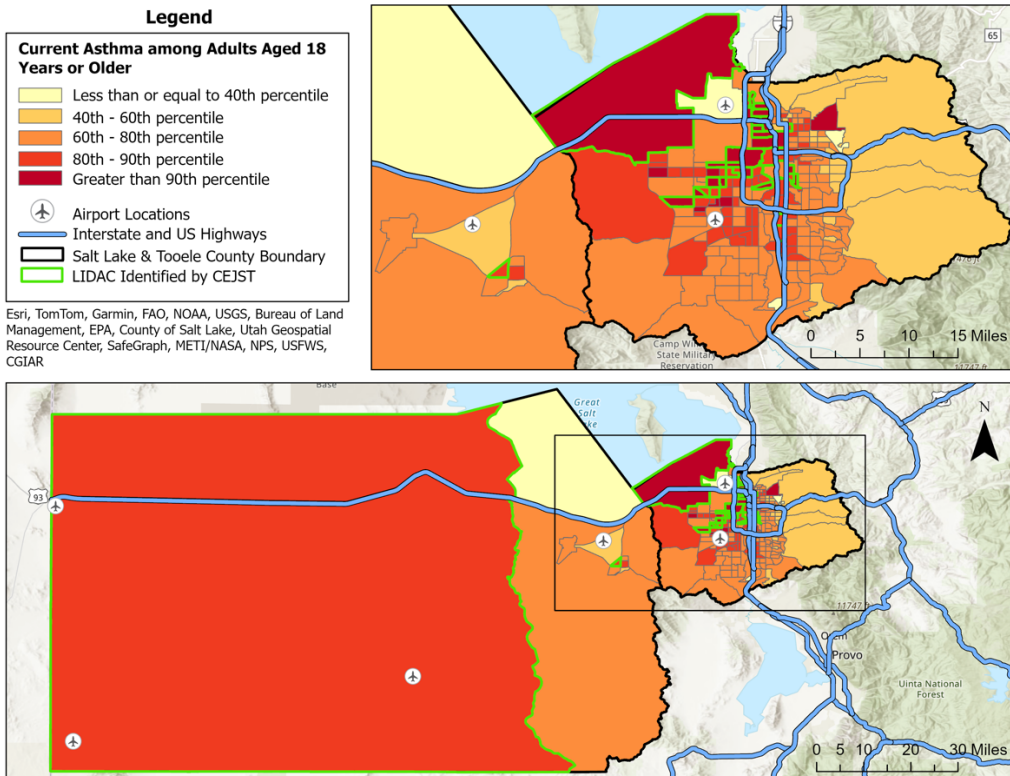 Legend
Current Asthma among Adults Aged 18
Years or Older
Less than or equal to 40th percentile
40th - 60th percentile
60th - 80th percentile
80th - 90th percentile
Greater than 90th percentile
Airport Locations
Interstate and US Highways
Salt Lake & Tooele County Boundary
LIDAC Identified by CEJST
Esri, TomTom, Garmin, FAO, NOAA, USGS, Bureau of Land
Management, EPA, County of Salt Lake, Utah Geospatial
Resource Center, SafeGraph, METI/NASA, NPS, USFWS,
CGIAR
65
Camp
State Military
Reservation
0 5 10 15 Miles
11747 ft
Base
Great
Salt
N
93
11747 ft
Provo
Uinta National
Forest
0 5 10 20 30 Miles